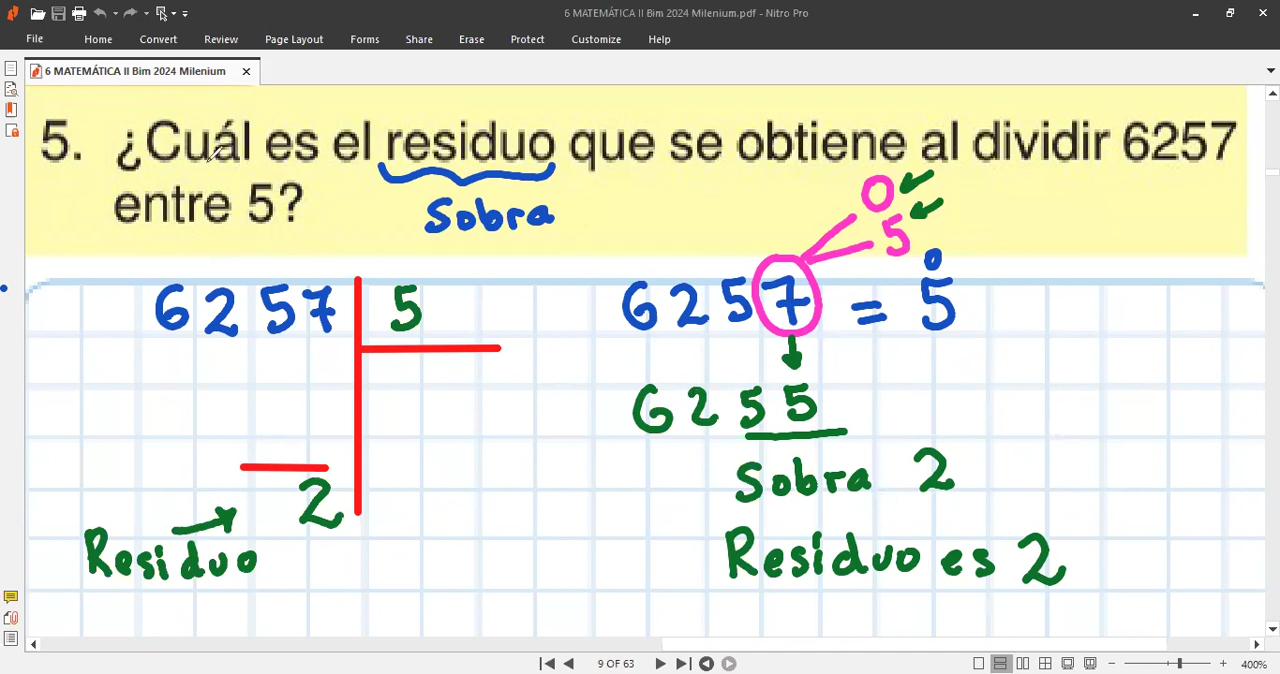 6 MATEMÁTICA II Bim 2024 Milenium.pdf - Nitro Pro
File Home Convert Review Page Layout Forms Share Erase Protect Customize Help
6 MATEMÁTICA II Bim 2024 Milenium
5. ¿Cuál es el residuo que se obtiene al dividir 6257
entre 5?
Sobra
0
5
6257 5
6257 = 5
6255
Sobra 2
2
Residuo
Residuo es 2
9 OF 63
400%